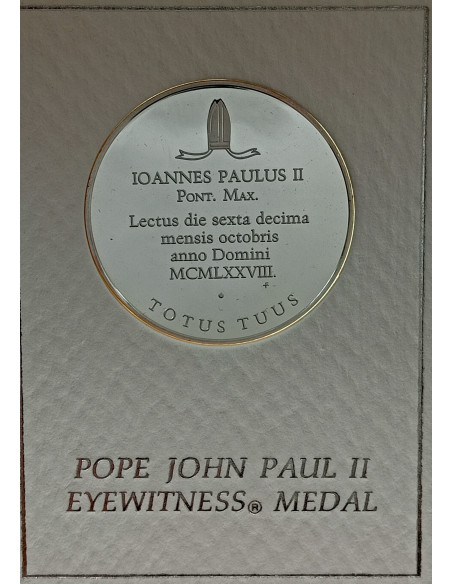 IOANNES PAULUS II
PONT. MAX.
Lectus die sexta decima
mensis octobris
anno Domini
MCMLXXVIII.
TOTUS TUUS
POPE JOHN PAUL II
EYEWITNESS® MEDAL